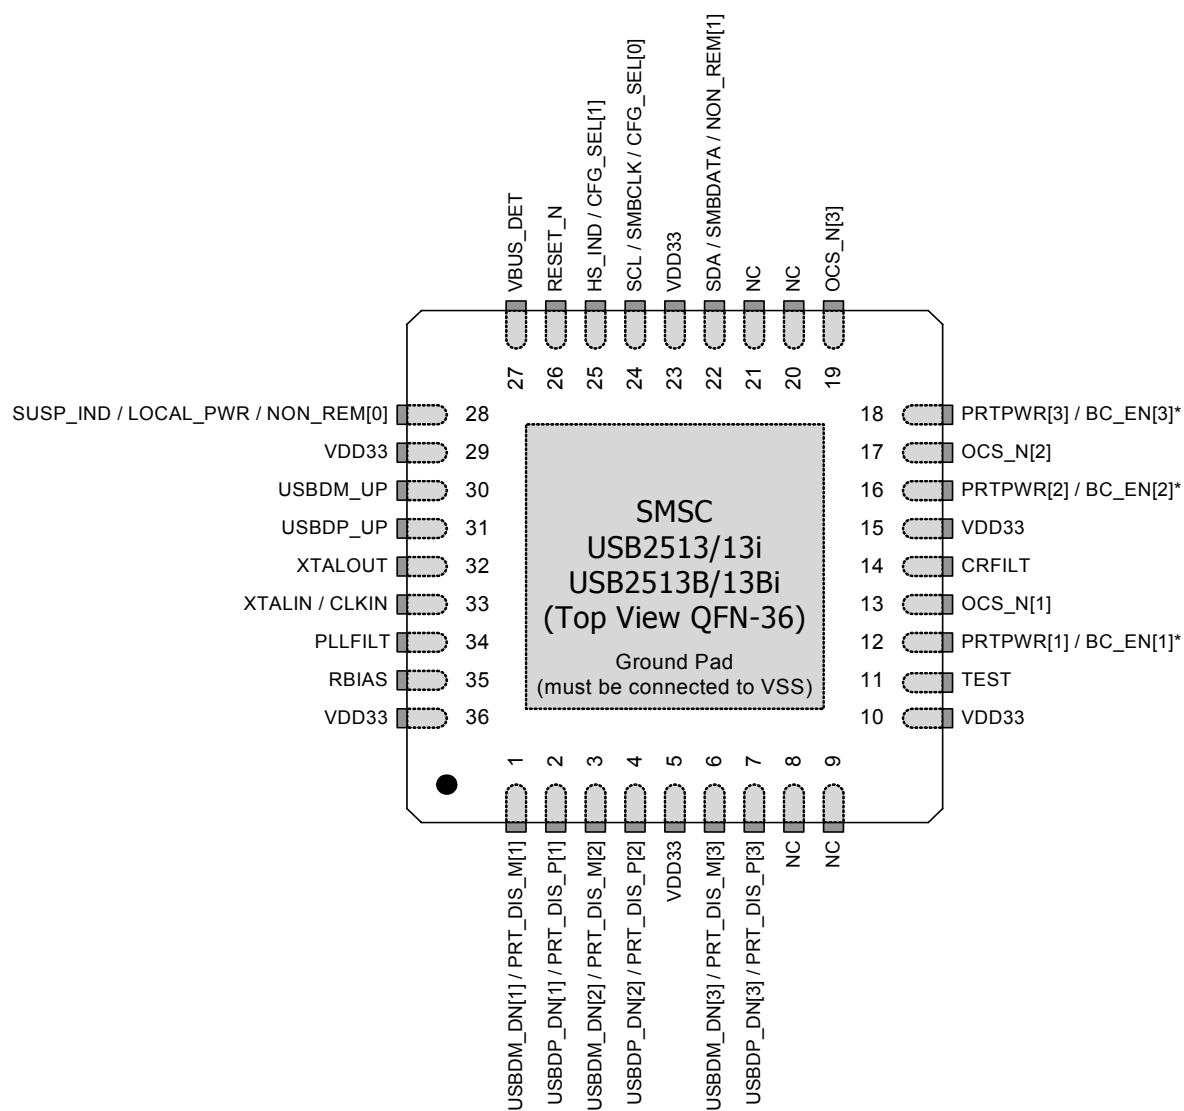 VBUS_DET
RESET_N
HS_IND / CFG_SEL[1]
SCL / SMBCLK / CFG_SEL[0]
VDD33
SDA / SMBDATA / NON_REM[1]
NC
NC
OCS_N[3]
27
26
25
24
23
22
21
20
19
SUSP_IND / LOCAL_PWR / NON_REM[0] 28
VDD33 29
USBDM_UP 30
USBDP_UP 31
XTALOUT 32
XTALIN / CLKIN 33
PLLFILT 34
RBIAS 35
VDD33 36
SMSC
USB2513/13i
USB2513B/13Bi
(Top View QFN-36)
Ground Pad
(must be connected to VSS)
18 PRTPWR[3] / BC_EN[3]*
17 OCS_N[2]
16 PRTPWR[2] / BC_EN[2]*
15 VDD33
14 CRFILT
13 OCS_N[1]
12 PRTPWR[1] / BC_EN[1]*
11 TEST
10 VDD33
1
2
3
4
5
6
7
8
9
USBDM_DN[1] / PRT_DIS_M[1]
USBDP_DN[1] / PRT_DIS_P[1]
USBDM_DN[2] / PRT_DIS_M[2]
USBDP_DN[2] / PRT_DIS_P[2]
VDD33
USBDM_DN[3] / PRT_DIS_M[3]
USBDP_DN[3] / PRT_DIS_P[3]
NC
NC